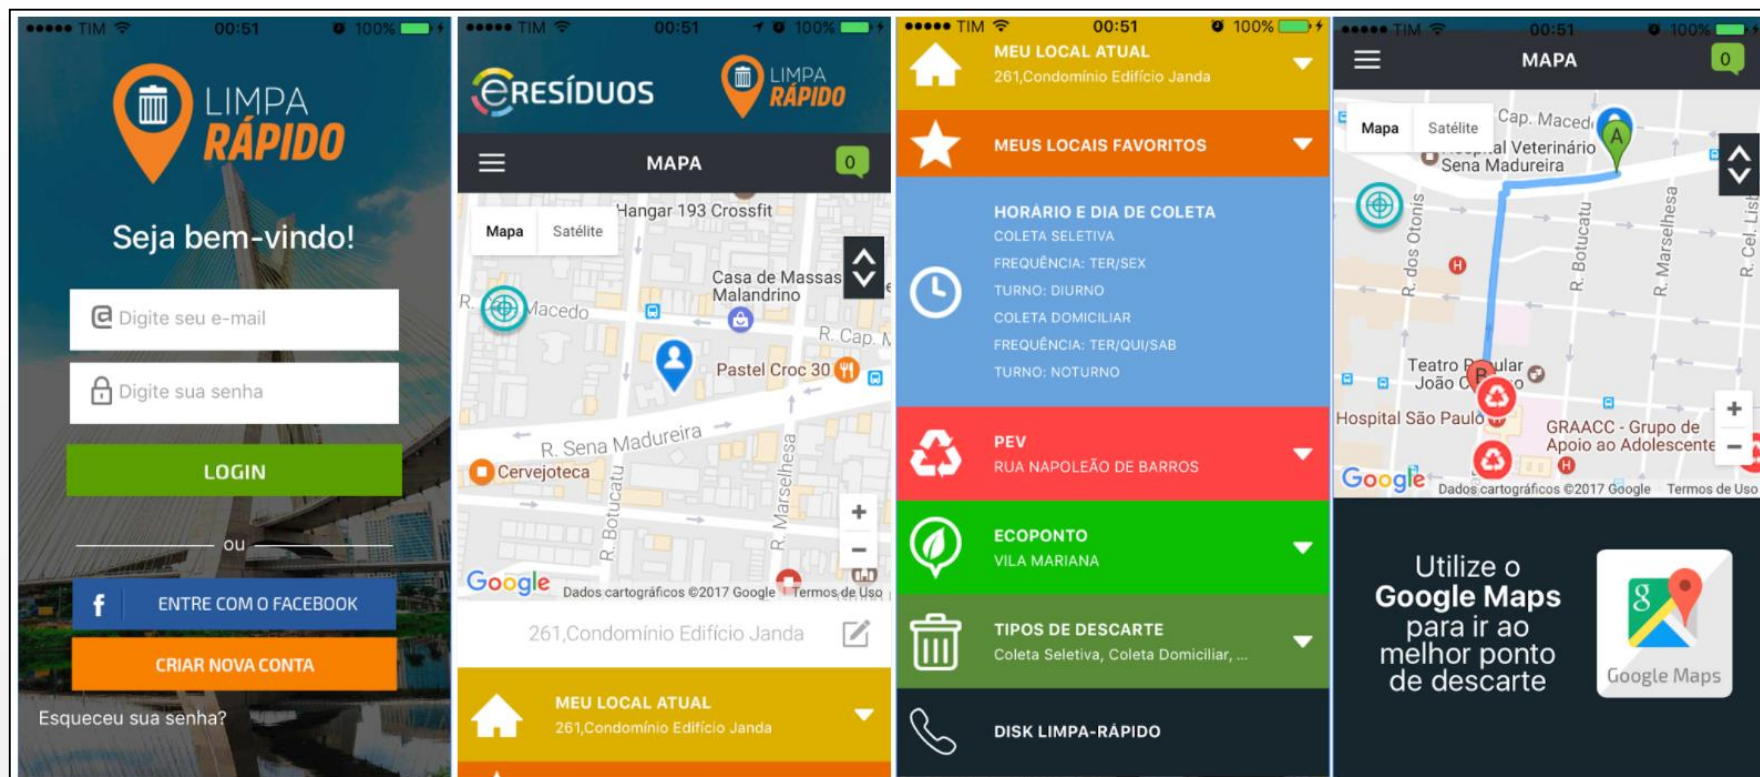 TIM 00:51 100%
LIMPA
RÁPIDO
Seja bem-vindo!
Digite seu e-mail
Digite sua senha
LOGIN
ou
f ENTRE COM O FACEBOOK
CRIAR NOVA CONTA
Esqueceu sua senha?
TIM 00:51 100%
eRESÍDUOS
LIMPA
RÁPIDO
MAPA 0
Hangar 193 Crossfit
Mapa Satélite
Casa de Massas
Malandrino
R. Macedo
R. Cap. M
Pastel Croc 30
R. Sena Madureira
Cervejoteca
R. Botucatu
R. Marselhesa
Google Dados cartográficos ©2017 Google Termos de Uso
261,Condomínio Edifício Janda
MEU LOCAL ATUAL
261,Condomínio Edifício Janda
TIM 00:51 100%
MEU LOCAL ATUAL
261,Condomínio Edifício Janda
MEUS LOCAIS FAVORITOS
HORÁRIO E DIA DE COLETA
COLETA SELETIVA
FREQUÊNCIA: TER/SEX
TURNO: DIURNO
COLETA DOMICILIAR
FREQUÊNCIA: TER/QUI/SAB
TURNO: NOTURNO
PEV
RUA NAPOLEÃO DE BARROS
ECOPONTO
VILA MARIANA
TIPOS DE DESCARTE
Coleta Seletiva, Coleta Domiciliar, ...
DISK LIMPA-RÁPIDO
TIM 00:51 100%
MAPA 0
Mapa Satélite
Cap. Maced
A
Hospital Veterinário
Sena Madureira
R. dos Otonis
R. Botucatu
R. Marselhesa
R. Cel. Lisb
H
Teatro Popular
João C
B
Hospital São Paulo
GRAACC - Grupo de
Apoio ao Adolescente
H
Google Dados cartográficos ©2017 Google Termos de Uso
Utilize o
Google Maps
para ir ao
melhor ponto
de descarte
g
Google Maps